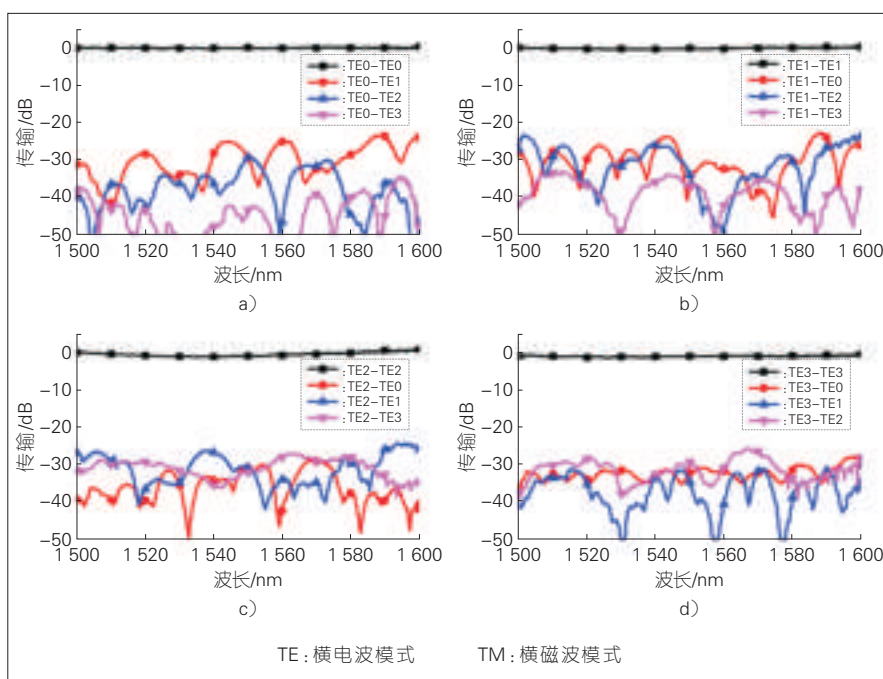 0
−10
−20
−30
−40
−50
传输/dB
:TE0−TE0
:TE0−TE1
:TE0−TE2
:TE0−TE3
1 500
1 520
1 540
1 560
1 580
1 600
波长/nm
a）
0
−10
−20
−30
−40
−50
传输/dB
:TE1−TE1
:TE1−TE0
:TE1−TE2
:TE1−TE3
1 500
1 520
1 540
1 560
1 580
1 600
波长/nm
b）
0
−10
−20
−30
−40
−50
传输/dB
:TE2−TE2
:TE2−TE0
:TE2−TE1
:TE2−TE3
1 500
1 520
1 540
1 560
1 580
1 600
波长/nm
c）
0
−10
−20
−30
−40
−50
传输/dB
:TE3−TE3
:TE3−TE0
:TE3−TE1
:TE3−TE2
1 500
1 520
1 540
1 560
1 580
1 600
波长/nm
d）
TE：横电波模式 TM：横磁波模式